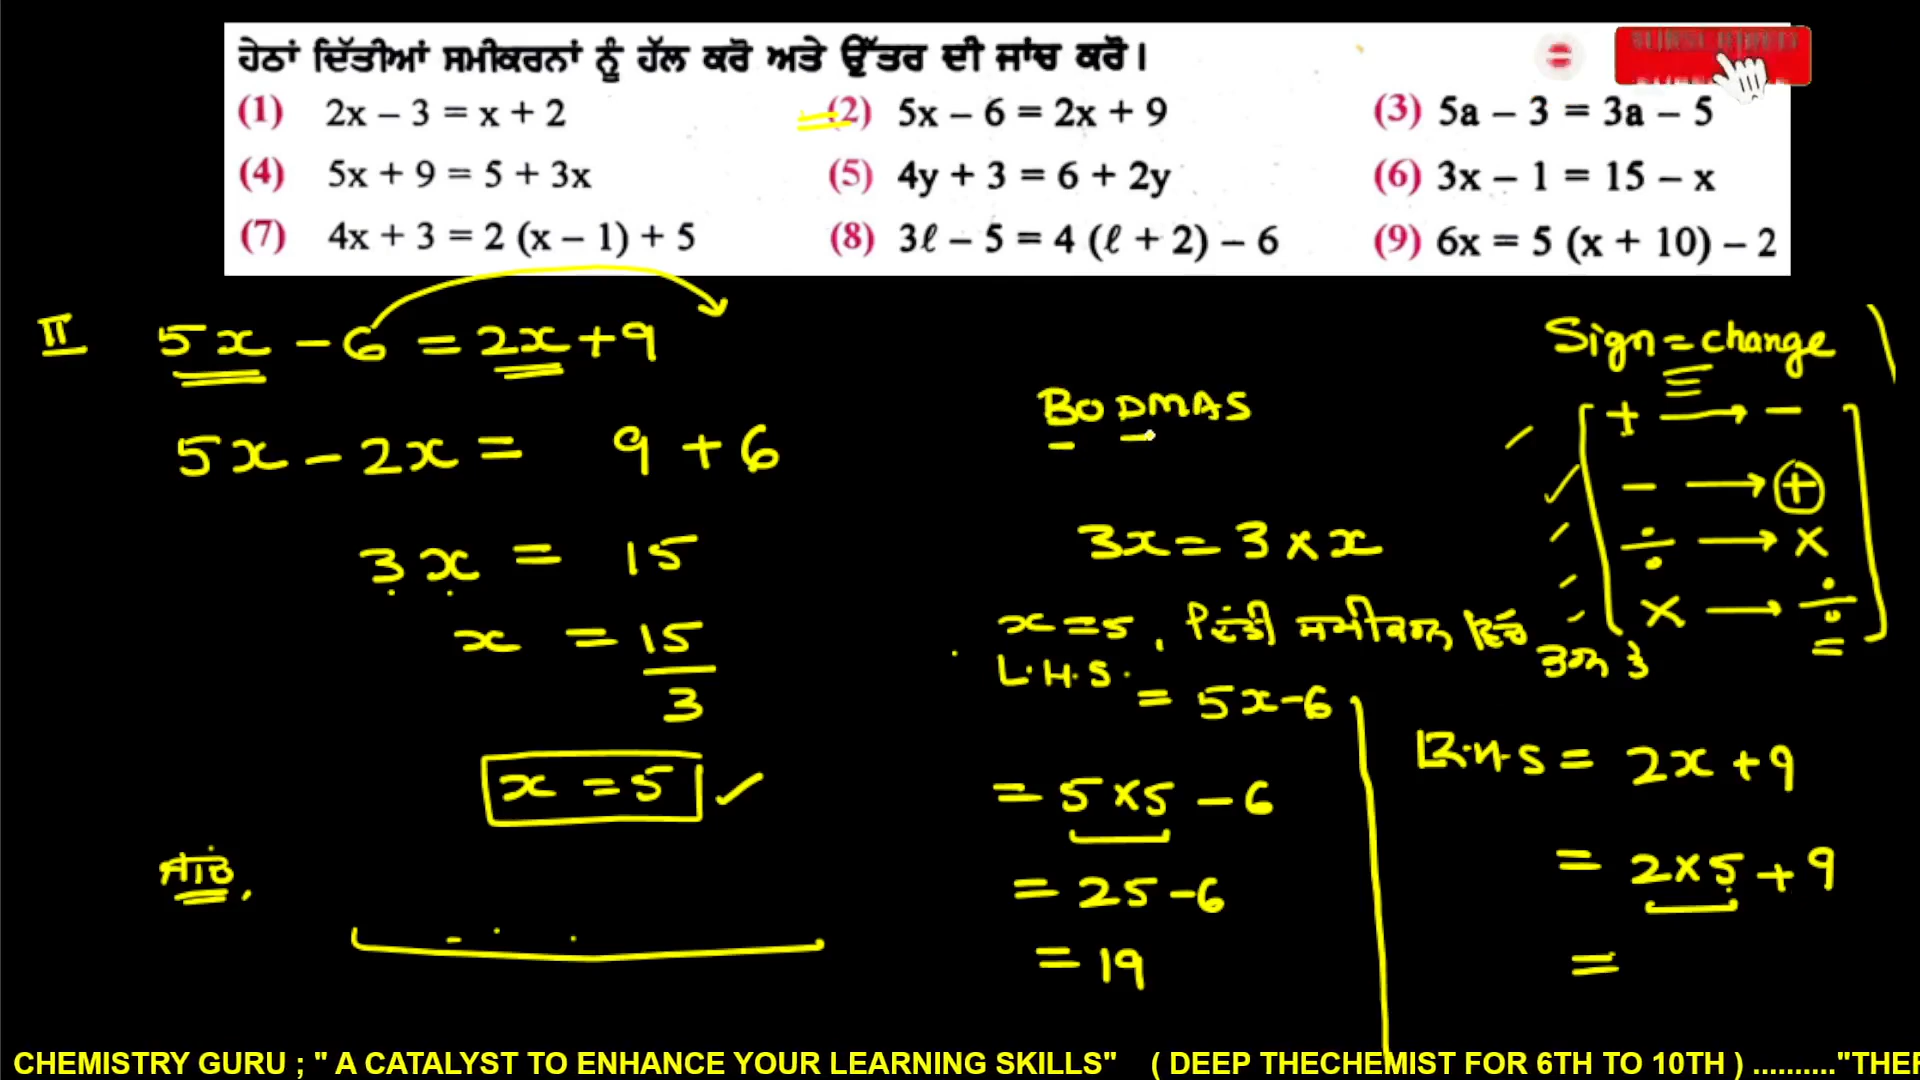 ਹੇਠਾਂ ਦਿੱਤੀਆਂ ਸਮੀਕਰਨਾਂ ਨੂੰ ਹੱਲ ਕਰੋ ਅਤੇ ਉੱਤਰ ਦੀ ਜਾਂਚ ਕਰੋ।
(1) 2x – 3 = x + 2 (2) 5x – 6 = 2x + 9 (3) 5a – 3 = 3a – 5
(4) 5x + 9 = 5 + 3x (5) 4y + 3 = 6 + 2y (6) 3x – 1 = 15 – x
(7) 4x + 3 = 2 (x – 1) + 5 (8) 3ℓ – 5 = 4 (ℓ + 2) – 6 (9) 6x = 5 (x + 10) – 2
II 5x - 6 = 2x + 9
5x - 2x = 9 + 6
3x = 15
x = 15/3
x = 5 ✓
ਜਾਂਚ,
BODMAS
3x = 3 × x
x = 5, ਦਿੱਤੀ ਸਮੀਕਰਨ ਵਿੱਚ
L.H.S.
= 5x - 6
= 5 × 5 - 6
= 25 - 6
= 19
Sign = change
+ → -
- → +
÷ → ×
× → ÷
R.H.S = 2x + 9
= 2 × 5 + 9
=
CHEMISTRY GURU ; " A CATALYST TO ENHANCE YOUR LEARNING SKILLS" ( DEEP THECHEMIST FOR 6TH TO 10TH ) .........."THER